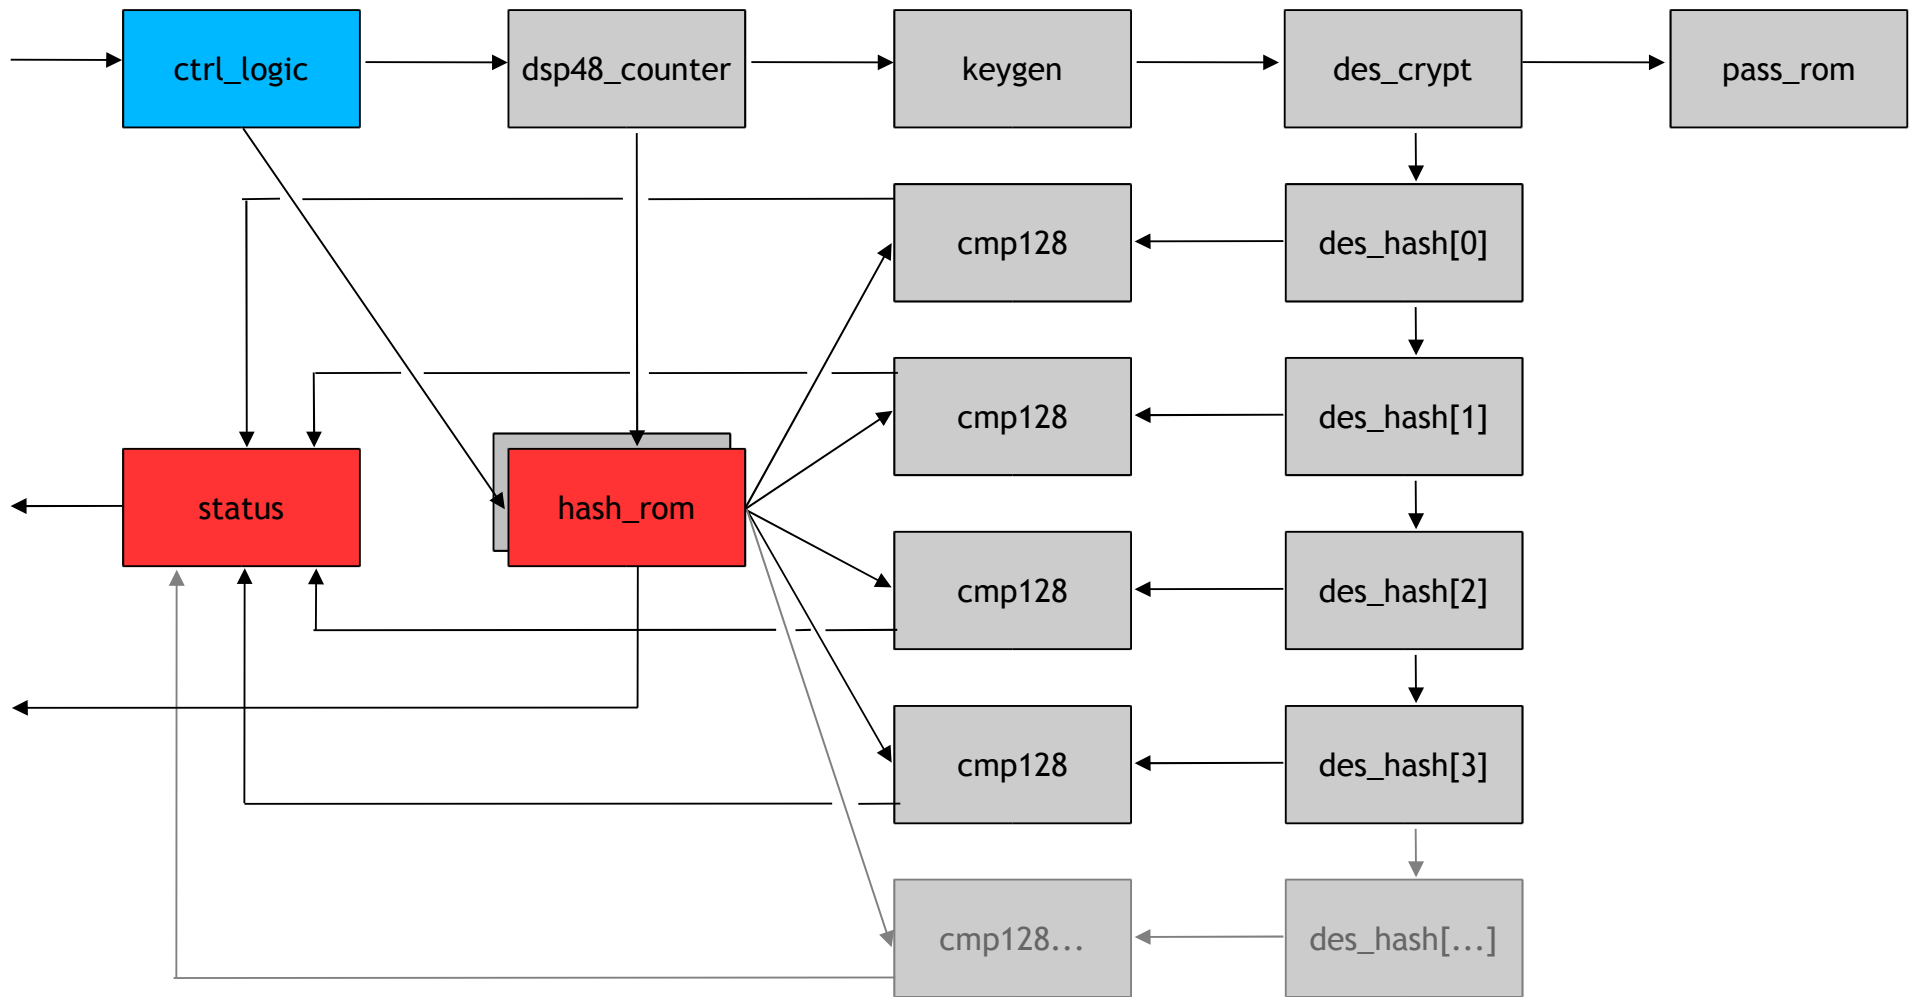 ctrl_logic
dsp48_counter
keygen
des_crypt
pass_rom
cmp128
des_hash[0]
cmp128
des_hash[1]
status
hash_rom
cmp128
des_hash[2]
cmp128
des_hash[3]
cmp128...
des_hash[...]